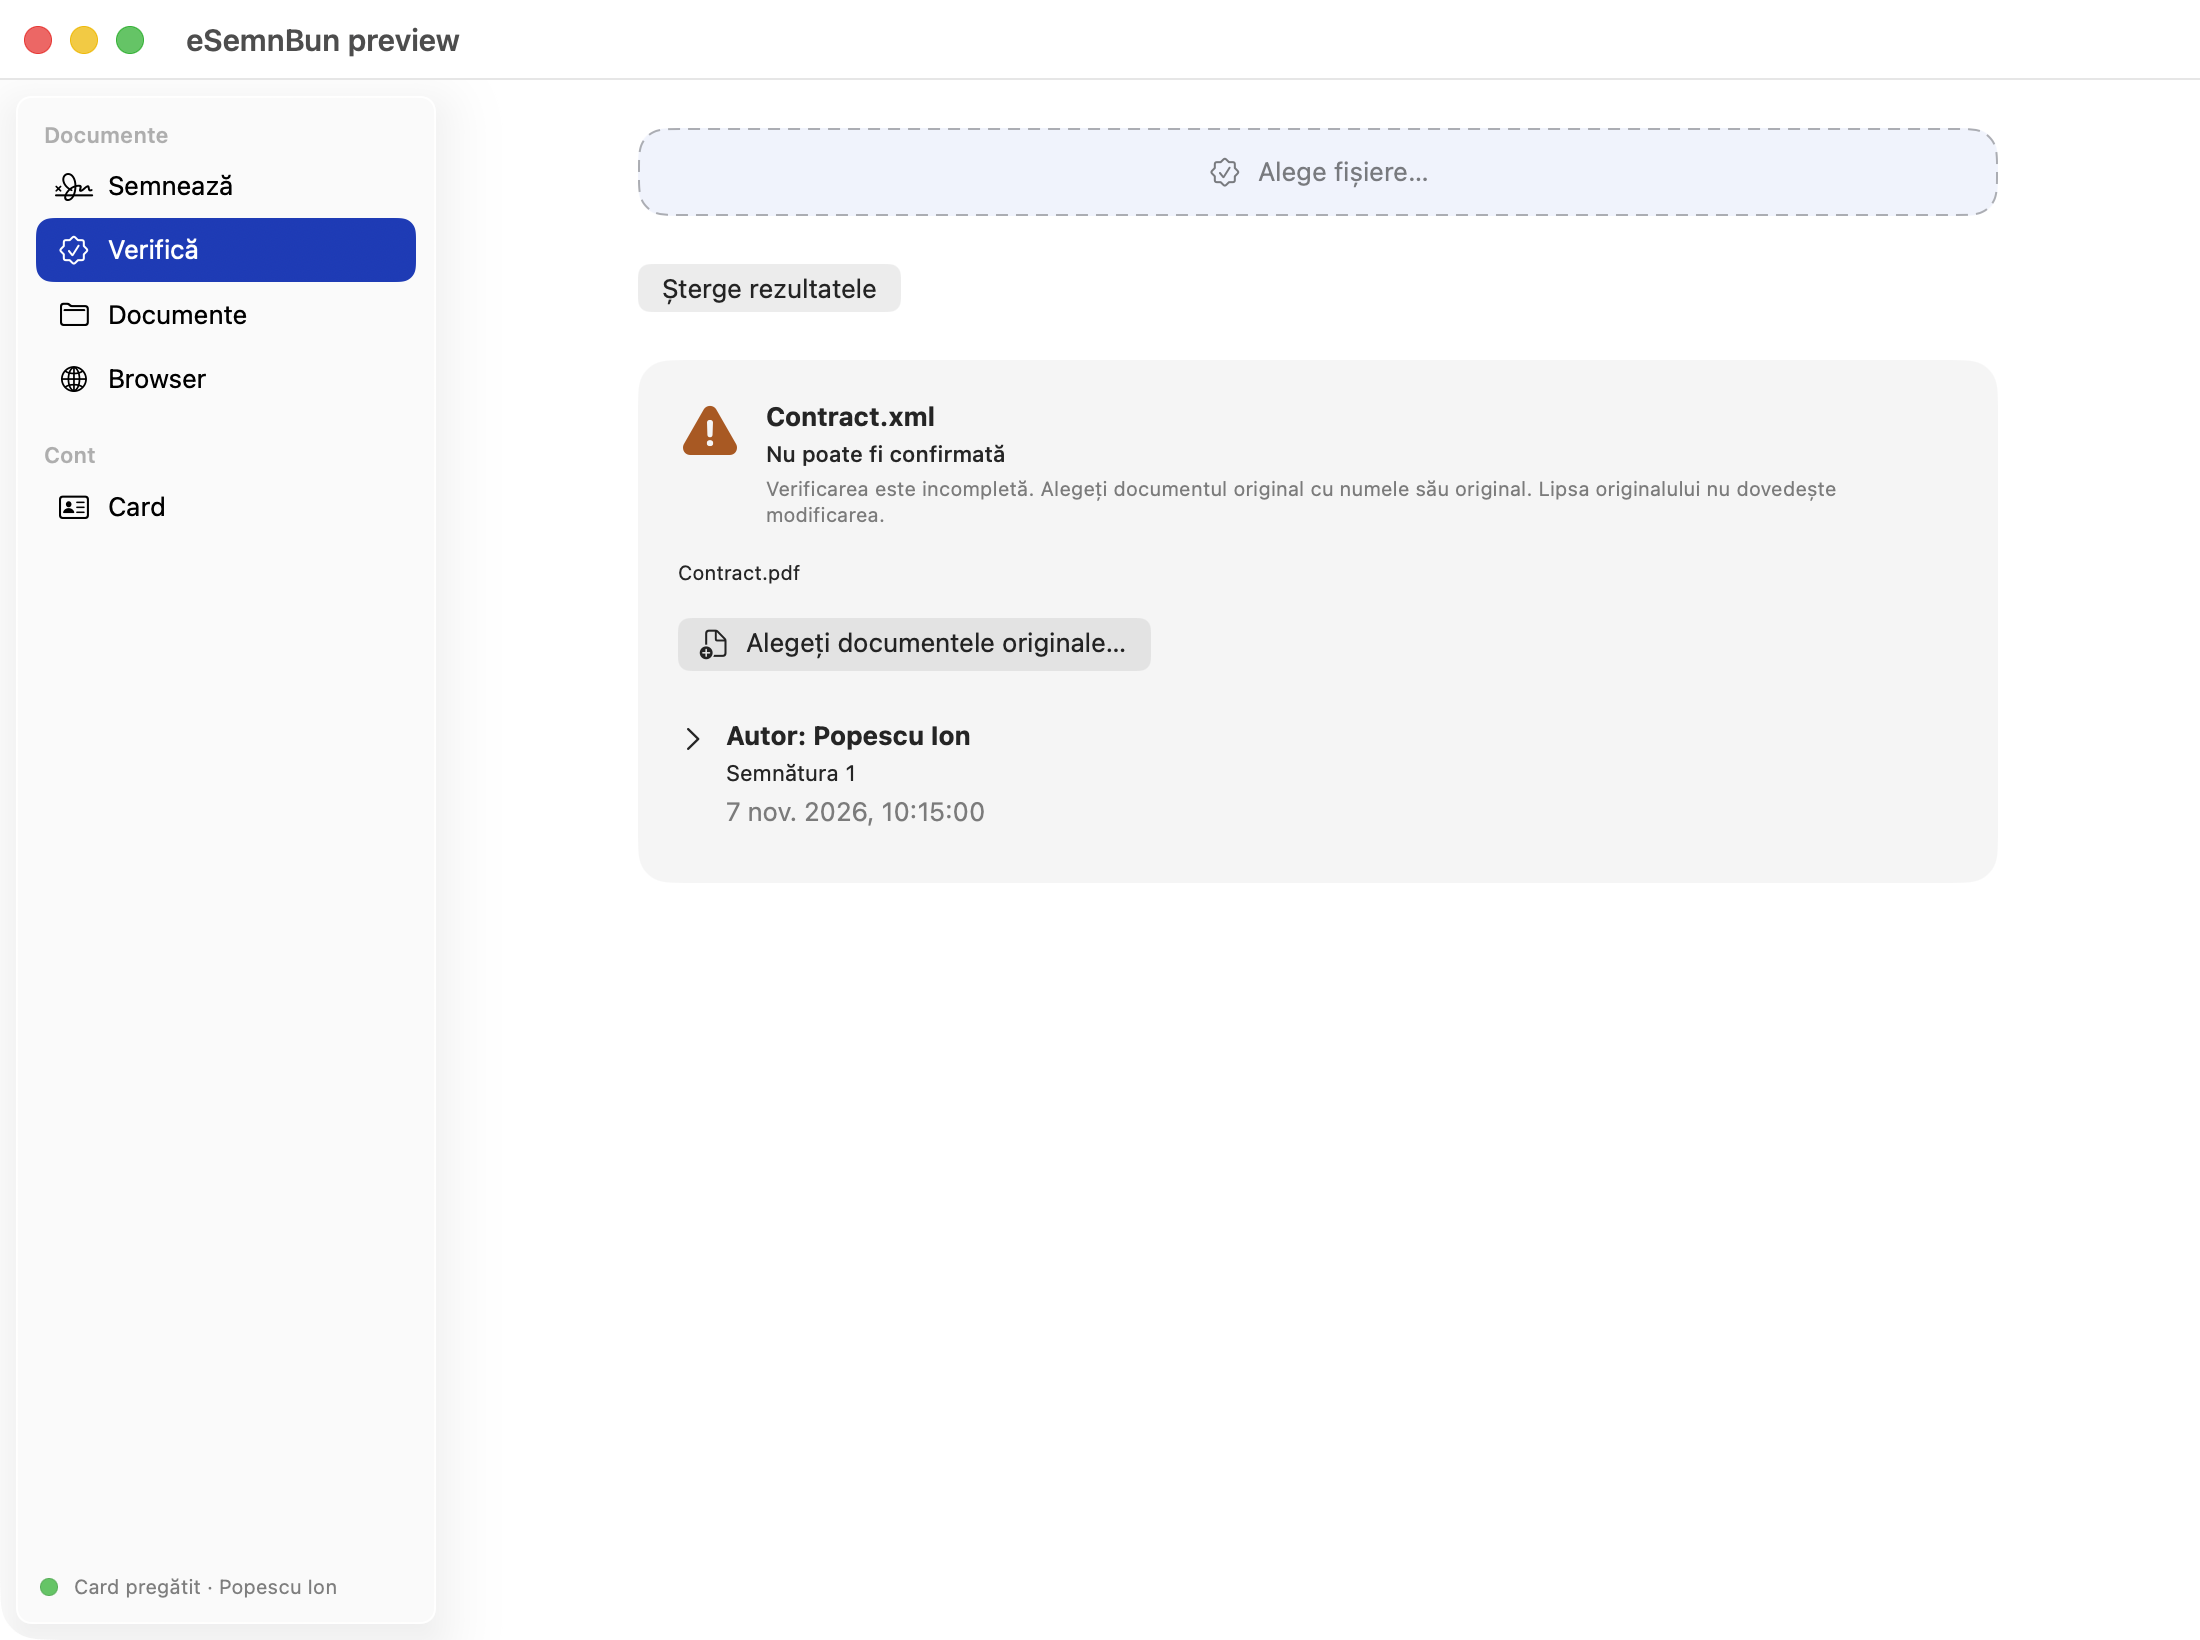 eSemnBun preview
Documente
Semnează
Verifică
Documente
Browser
Cont
Card
Card pregătit · Popescu Ion
Alege fișiere...
Șterge rezultatele
Contract.xml
Nu poate fi confirmată
Verificarea este incompletă. Alegeți documentul original cu numele său original. Lipsa originalului nu dovedește
modificarea.
Contract.pdf
Alegeți documentele originale...
Autor: Popescu Ion
Semnătura 1
7 nov. 2026, 10:15:00